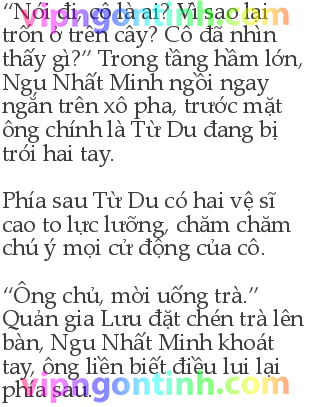 “Nói đi, cô là ai? Vì sao lại
trốn ở trên cây? Cô đã nhìn
thấy gì?” Trong tầng hầm lớn,
Ngu Nhất Minh ngồi ngay
ngắn trên xô pha, trước mặt
ông chính là Từ Du đang bị
trói hai tay.

Phía sau Từ Du có hai vệ sĩ
cao to lực lưỡng, chăm chăm
chú ý mọi cử động của cô.

“Ông chủ, mời uống trà.”
Quản gia Lưu đặt chén trà lên
bàn, Ngu Nhất Minh khoát
tay, ông liền biết điều lui lại
phía sau.
vipngontinh.com
vipngontinh.com